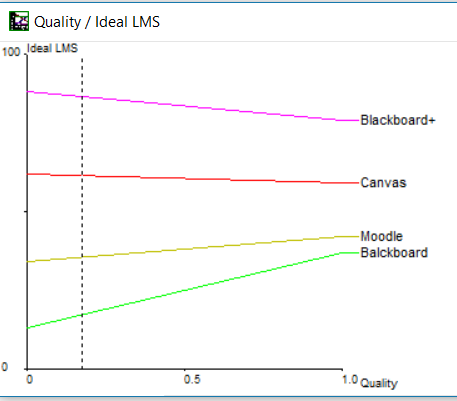 Quality / Ideal LMS
100 Ideal LMS
Blackboard+
Canvas
Moodle
Balckboard
0
0 0.5 1.0 Quality